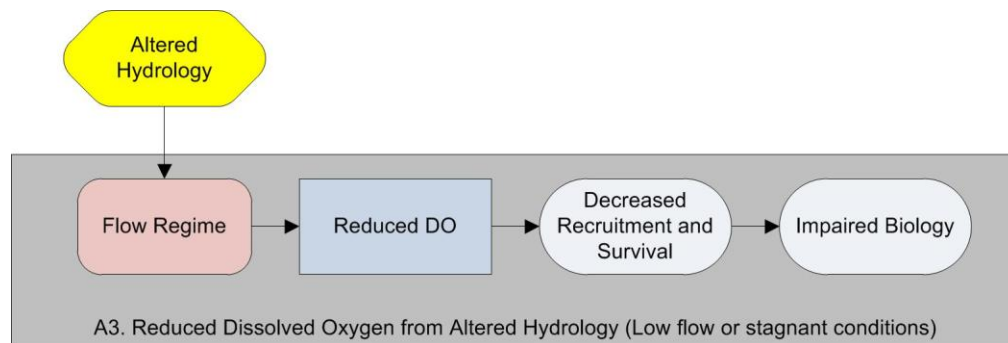 Altered
Hydrology
Flow Regime
Reduced DO
Decreased
Recruitment and
Survival
Impaired Biology
A3. Reduced Dissolved Oxygen from Altered Hydrology (Low flow or stagnant conditions)